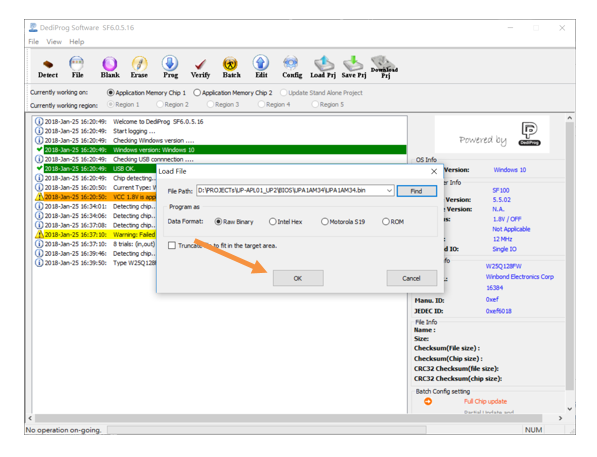 DediProg Software SF6.0.5.16
File View Help
Detect File Blank Erase Prog Verify Batch Edit Config Load Prj Save Prj Download Prj
Currently working on: Application Memory Chip 1 Application Memory Chip 2 Update Stand Alone Project
Currently working region: Region 1 Region 2 Region 3 Region 4 Region 5
2018-Jan-25 16:20:49: Welcome to DediProg SF6.0.5.16
2018-Jan-25 16:20:49: Start logging ...
2018-Jan-25 16:20:49: Checking Windows version ....
2018-Jan-25 16:20:49: Windows version: Windows 10
2018-Jan-25 16:20:49: Checking USB connnection ....
2018-Jan-25 16:20:49: USB OK.
2018-Jan-25 16:20:49: Chip detecting...
2018-Jan-25 16:20:50: Current Type: W
2018-Jan-25 16:20:50: VCC 1.8V is app
2018-Jan-25 16:34:01: Detecting chip..
2018-Jan-25 16:34:06: Detecting chip..
2018-Jan-25 16:37:08: Detecting chip..
2018-Jan-25 16:37:10: Warning: Failed
2018-Jan-25 16:37:10: 8 trials: (in,out)
2018-Jan-25 16:39:46: Detecting chip..
2018-Jan-25 16:39:50: Type W25Q128F
Load File
File Path: D:\PROJECTs\UP-APL01_UP2\BIOS\UPA1AM34\UPA1AM34.bin Find
Program as
Data Format: Raw Binary Intel Hex Motorola S19 ROM
to fit in the target area.
OK Cancel
Powered by DediProg
OS Info
Version: Windows 10
er Info
SF100
Version: 5.5.02
Version: N.A.
1.8V / OFF
Not Applicable
12 MHz
IO: Single IO
fo
W25Q128FW
Winbond Electronics Corp
16384
Manu. ID: 0xef
JEDEC ID: 0xef6018
File Info
Name :
Size:
Checksum(File size) :
Checksum(Chip size) :
CRC32 Checksum(file size):
CRC32 Checksum(chip size):
Batch Config setting
Full Chip update
No operation on-going. NUM